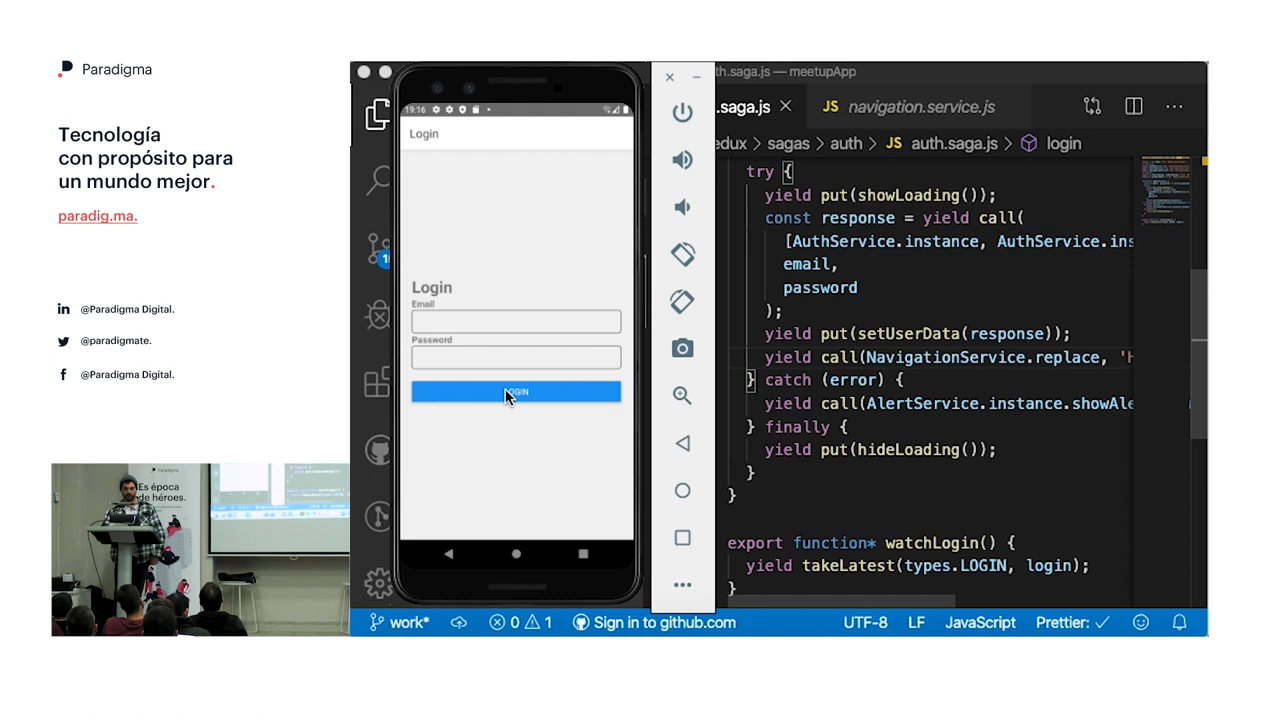 Paradigma
Tecnología
con propósito para
un mundo mejor.
paradig.ma.
@Paradigma Digital.
@paradigmate.
@Paradigma Digital.
Paradigma
Es época
de héroes.
19:16
Login
Login
Email
Password
th.saga.js — meetupApp
.saga.js
JS navigation.service.js
edux > sagas > auth > JS auth.saga.js > login
try {
yield put(showLoading());
const response = yield call(
[AuthService.instance, AuthService.ins
email,
password
);
yield put(setUserData(response));
yield call(NavigationService.replace, '
} catch (error) {
yield call(AlertService.instance.showAle
} finally {
yield put(hideLoading());
}
}
export function* watchLogin() {
yield takeLatest(types.LOGIN, login);
}
work*
0 1
Sign in to github.com
UTF-8
LF
JavaScript
Prettier: ✓